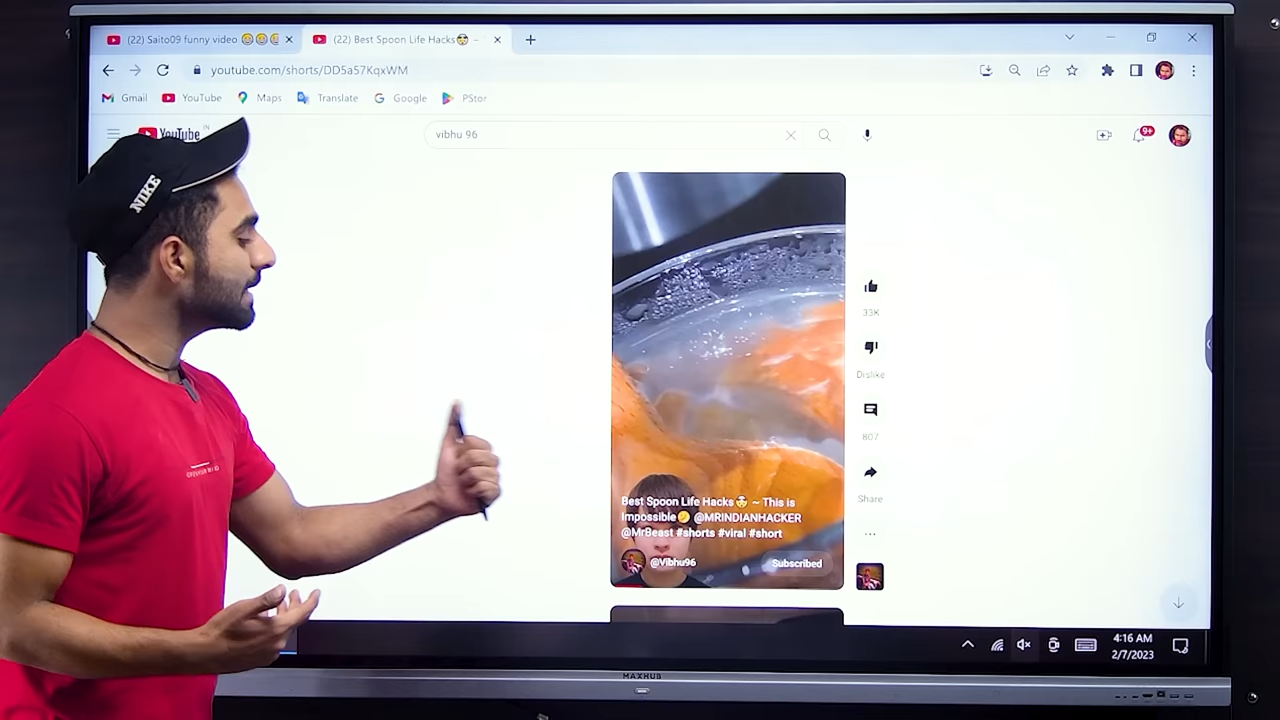 (22) Saito09 funny video 😂😂😂
(22) Best Spoon Life Hacks🤯 –
youtube.com/shorts/DD5a57KqxWM
Gmail
YouTube
Maps
Translate
Google
PStor
YouTube IN
vibhu 96
9+
NIKE
33K
Dislike
807
Share
Best Spoon Life Hacks🤯 ~ This is
Impossible🤔 @MRINDIANHACKER
@MrBeast #shorts #viral #short
@Vibhu96
Subscribed
4:16 AM
2/7/2023
MAXHUB